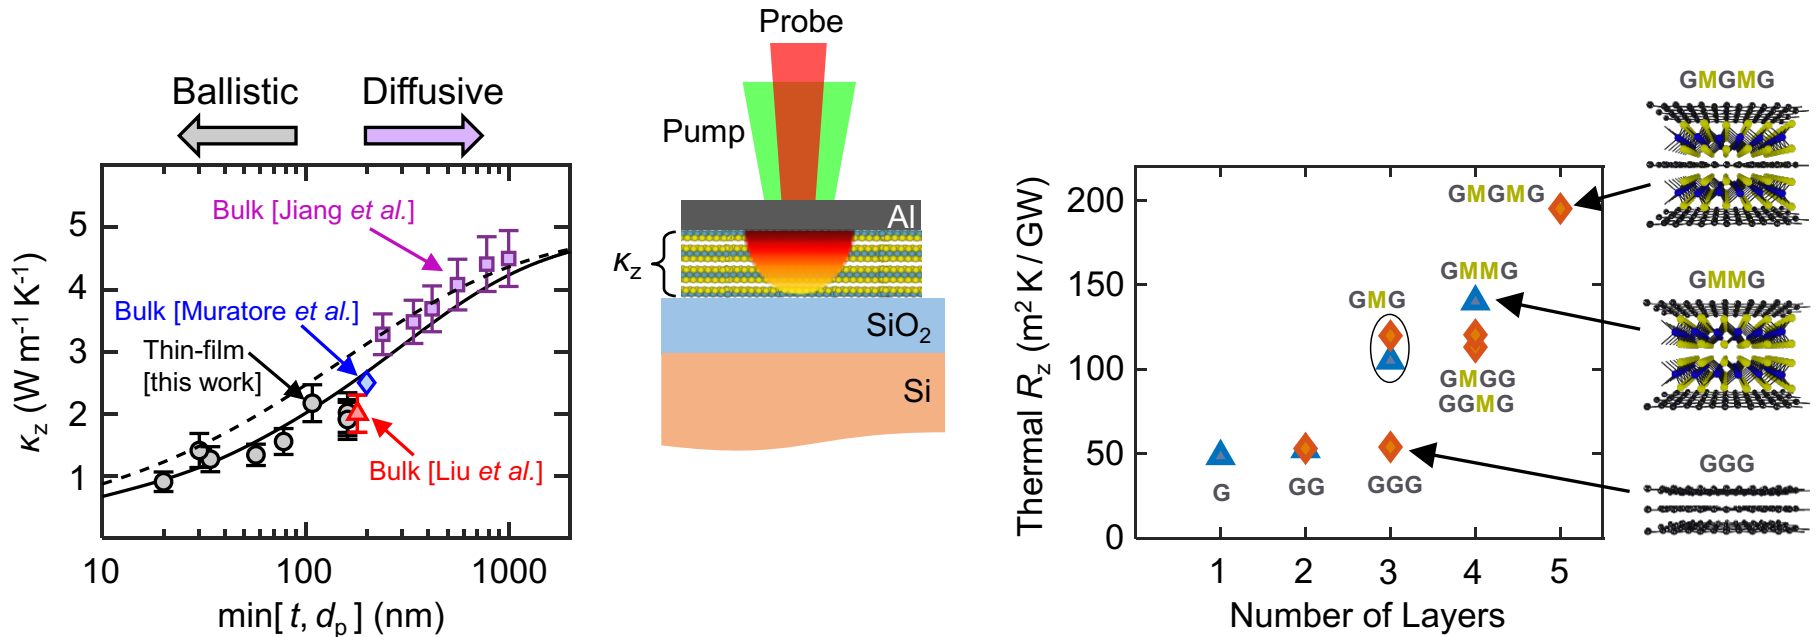 Ballistic
Diffusive
κz (W m-1 K-1)
5
4
3
2
1
Bulk [Jiang et al.]
Bulk [Muratore et al.]
Thin-film
[this work]
Bulk [Liu et al.]
10
100
1000
min[ t, dp ] (nm)
Probe
Pump
Al
κz
SiO2
Si
Thermal Rz (m2 K / GW)
200
150
100
50
0
GMGMG
GMMG
GMG
GMGG
GGMG
G
GG
GGG
1
2
3
4
5
Number of Layers
GMGMG
GMMG
GGG